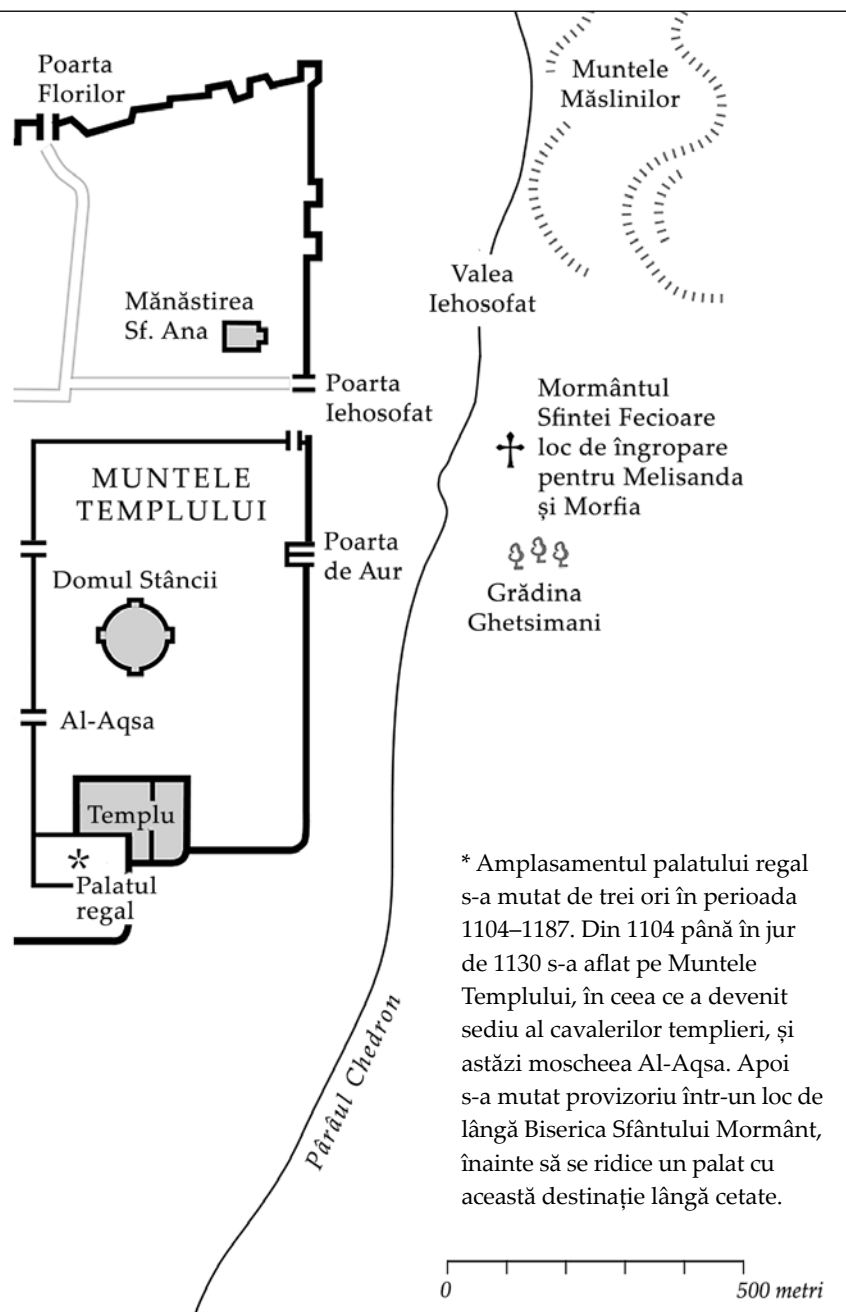 Poarta
Florilor
Muntele
Măslinilor
Valea
Iehosofat
Mănăstirea
Sf. Ana
Poarta
Iehosofat
Mormântul
Sfintei Fecioare
loc de îngropare
pentru Melisanda
și Morfia
MUNTELE
TEMPLULUI
Poarta
de Aur
Domul Stâncii
Grădina
Ghetsimani
Al-Aqsa
Templu
*
Palatul
regal
Pârâul Chedron
* Amplasamentul palatului regal
s-a mutat de trei ori în perioada
1104–1187. Din 1104 până în jur
de 1130 s-a aflat pe Muntele
Templului, în ceea ce a devenit
sediu al cavalerilor templieri, și
astăzi moscheea Al-Aqsa. Apoi
s-a mutat provizoriu într-un loc de
lângă Biserica Sfântului Mormânt,
înainte să se ridice un palat cu
această destinație lângă cetate.
0 500 metri